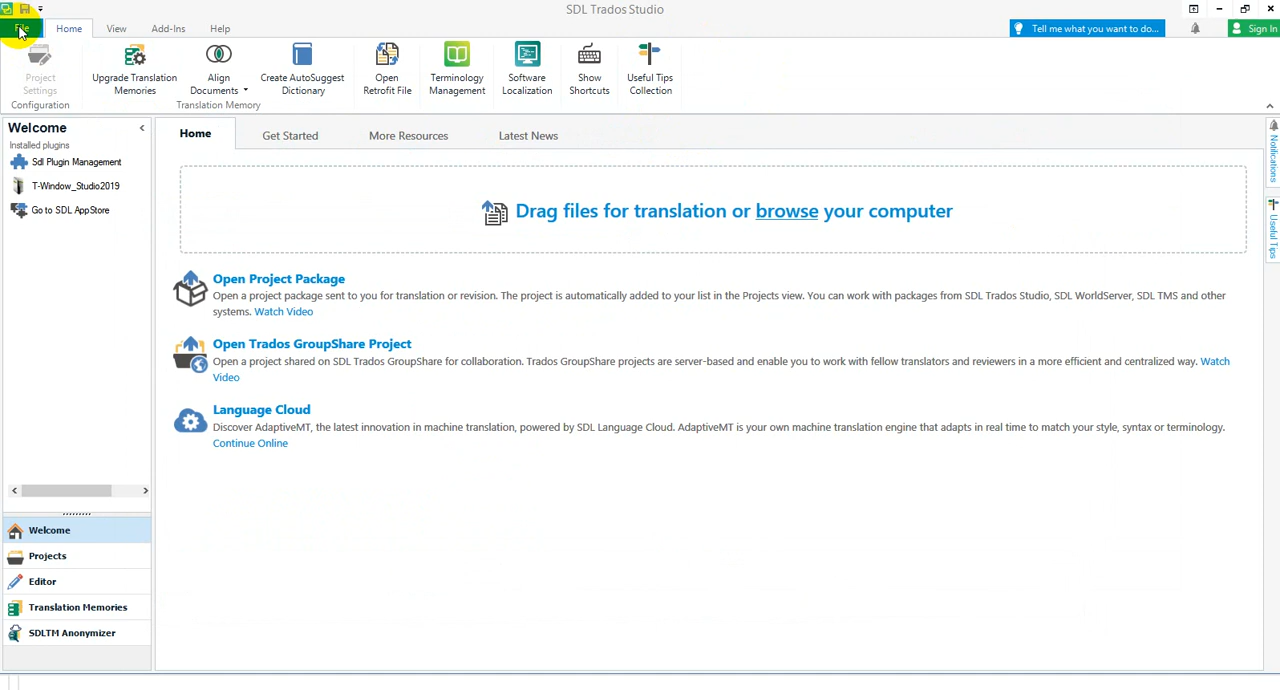 SDL Trados Studio
File
Home
View
Add-Ins
Help
Tell me what you want to do...
Sign In
Project Settings
Upgrade Translation Memories
Align Documents
Create AutoSuggest Dictionary
Open Retrofit File
Terminology Management
Software Localization
Show Shortcuts
Useful Tips Collection
Configuration
Translation Memory
Welcome
Installed plugins
Sdl Plugin Management
T-Window_Studio2019
Go to SDL AppStore
Home
Get Started
More Resources
Latest News
Drag files for translation or browse your computer
Open Project Package
Open a project package sent to you for translation or revision. The project is automatically added to your list in the Projects view. You can work with packages from SDL Trados Studio, SDL WorldServer, SDL TMS and other
systems. Watch Video
Open Trados GroupShare Project
Open a project shared on SDL Trados GroupShare for collaboration. Trados GroupShare projects are server-based and enable you to work with fellow translators and reviewers in a more efficient and centralized way. Watch
Video
Language Cloud
Discover AdaptiveMT, the latest innovation in machine translation, powered by SDL Language Cloud. AdaptiveMT is your own machine translation engine that adapts in real time to match your style, syntax or terminology.
Continue Online
Notifications
Useful Tips
Welcome
Projects
Editor
Translation Memories
SDLTM Anonymizer